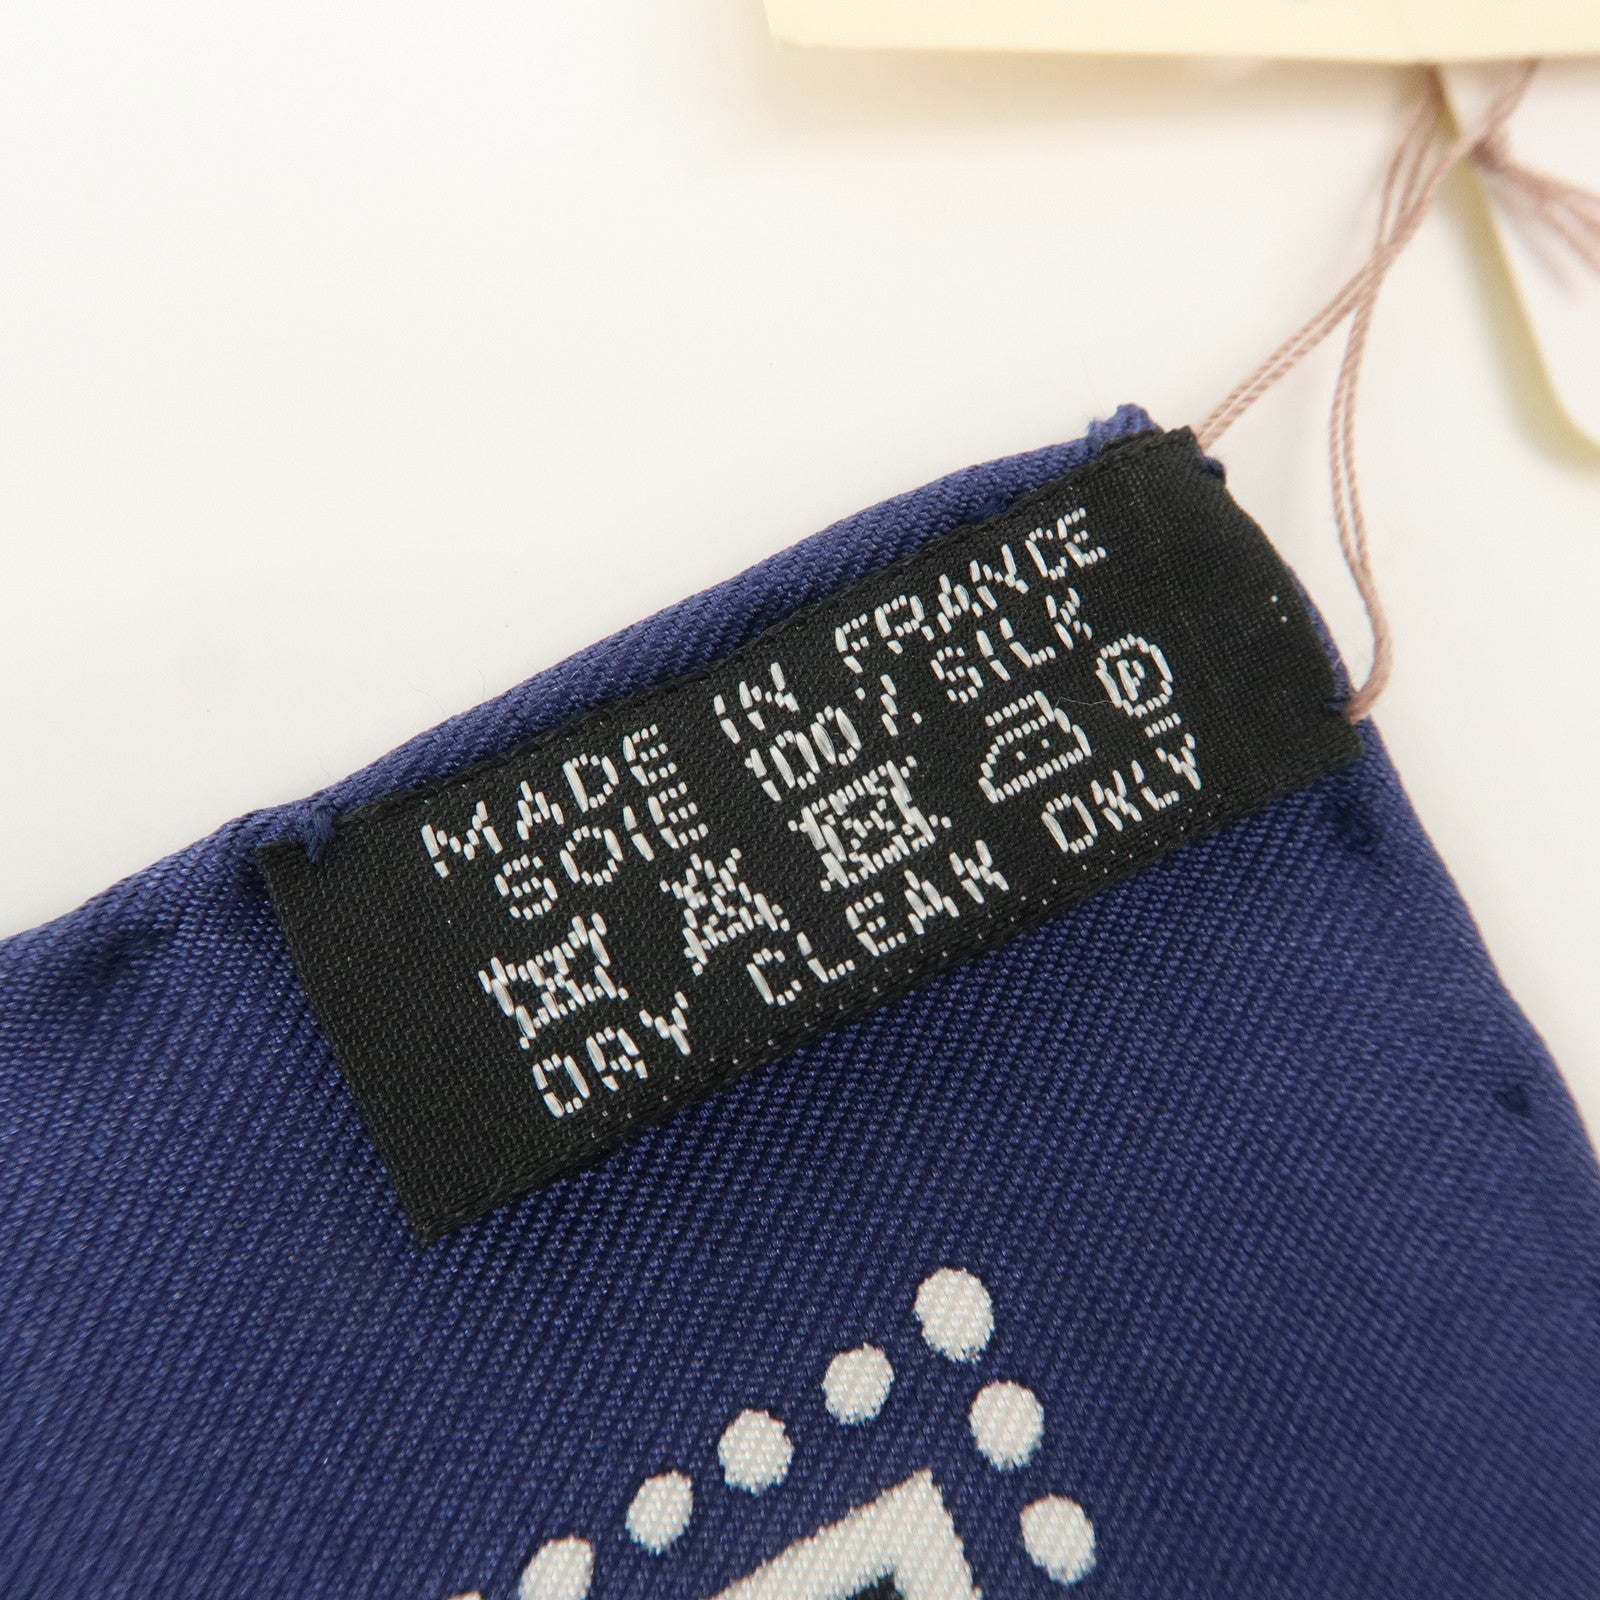 MADE IN FRANCE
SOIE 100% SILK
P
DRY CLEAN ONLY